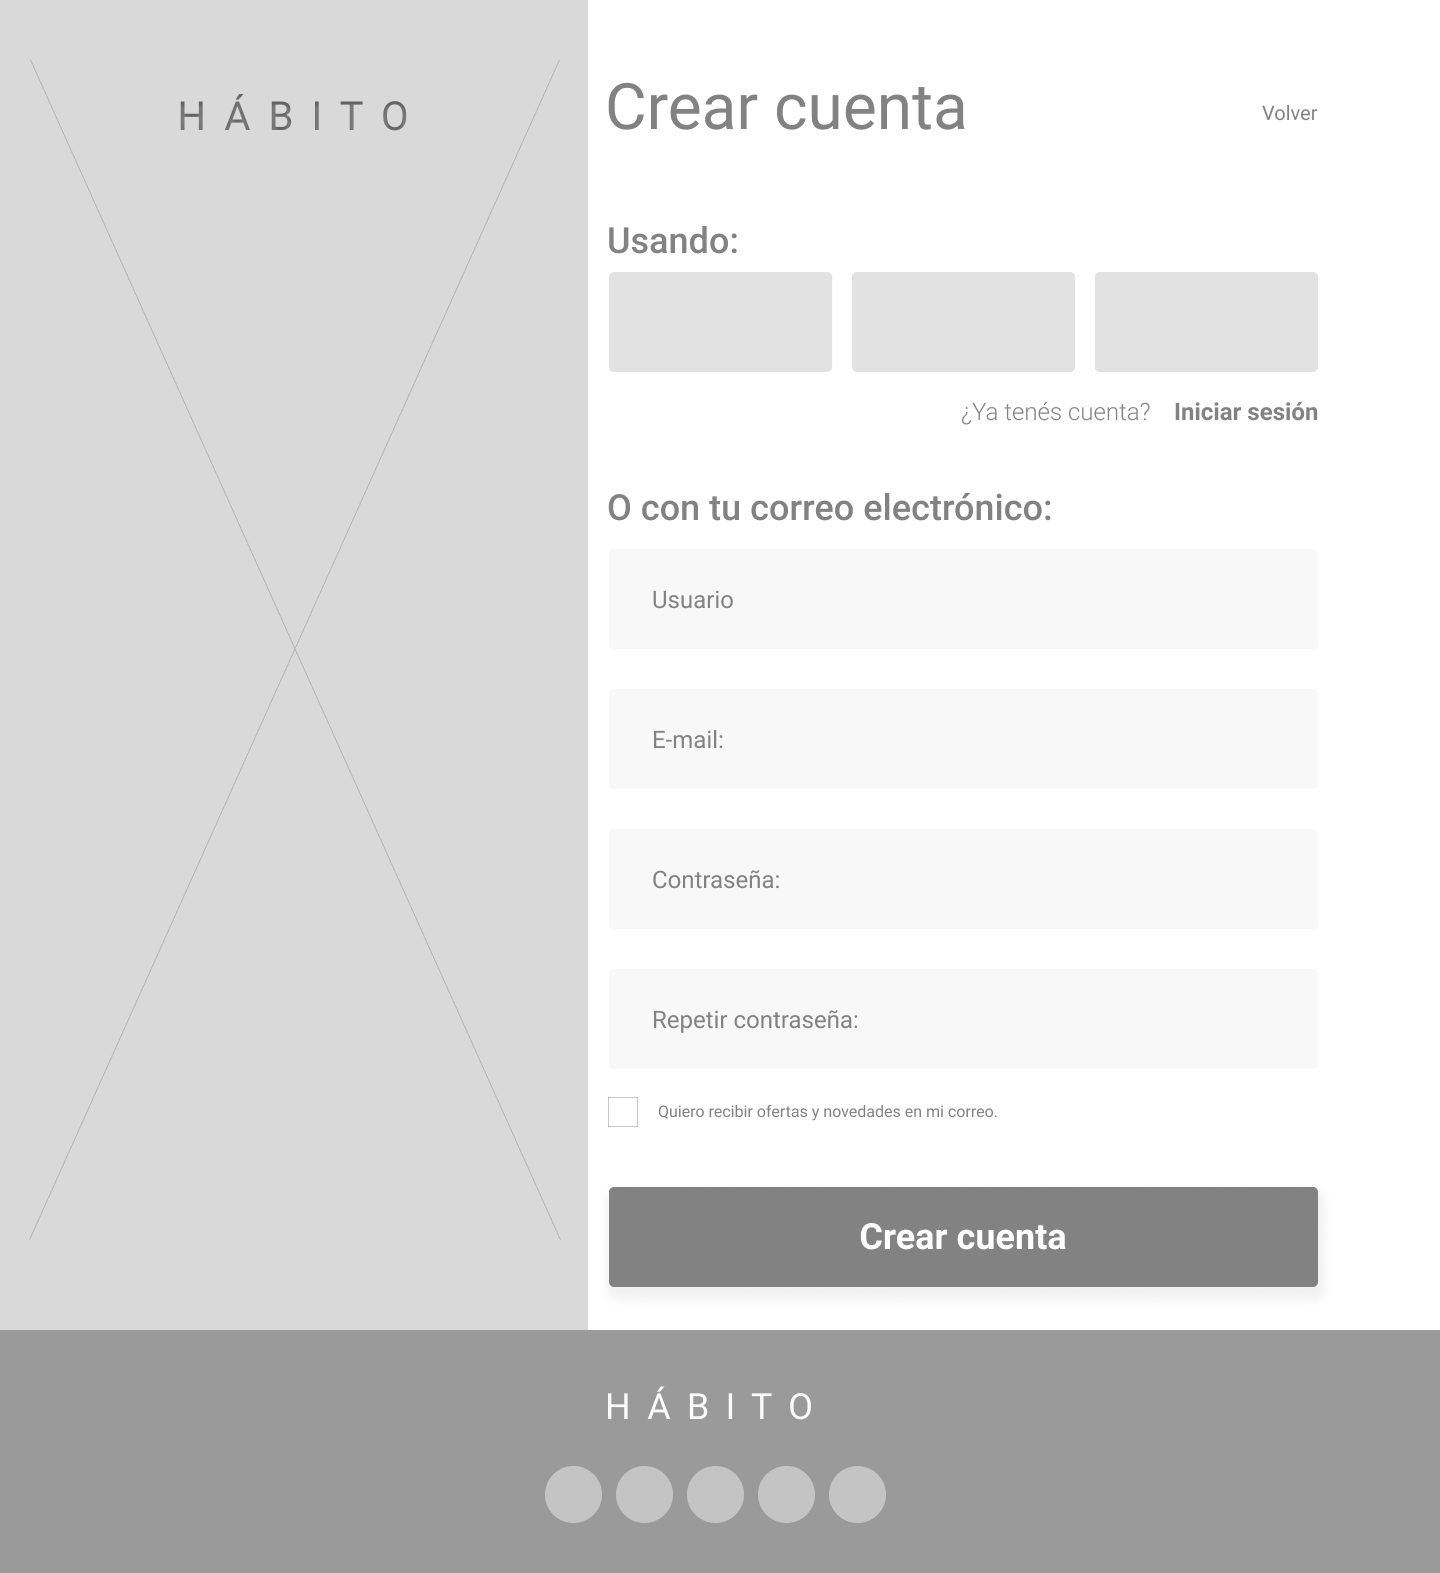 HÁBITO
Crear cuenta
Volver
Usando:
¿Ya tenés cuenta? Iniciar sesión
O con tu correo electrónico:
Usuario
E-mail:
Contraseña:
Repetir contraseña:
Quiero recibir ofertas y novedades en mi correo.
Crear cuenta
HÁBITO